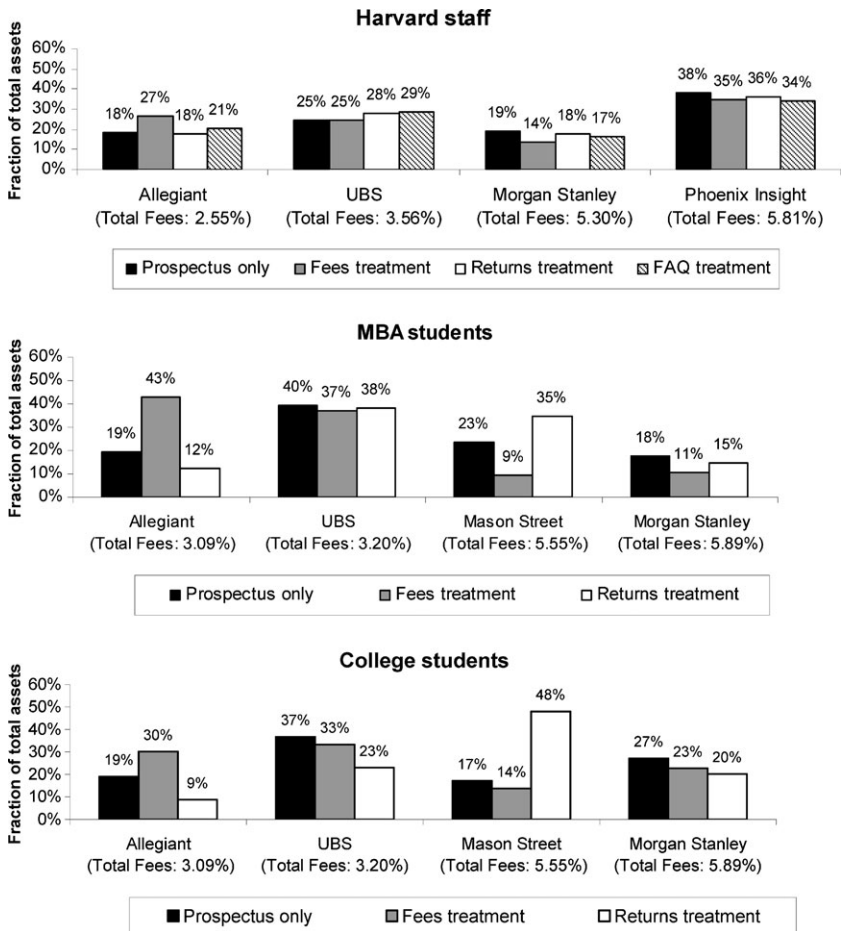 Harvard staff
Fraction of total assets
60%
50%
40%
30%
20%
10%
0%
18% 27% 18% 21%
25% 25% 28% 29%
19% 14% 18% 17%
38% 35% 36% 34%
Allegiant UBS Morgan Stanley Phoenix Insight
(Total Fees: 2.55%) (Total Fees: 3.56%) (Total Fees: 5.30%) (Total Fees: 5.81%)
Prospectus only Fees treatment Returns treatment FAQ treatment
MBA students
Fraction of total assets
60%
50%
40%
30%
20%
10%
0%
19% 43% 12%
40% 37% 38%
23% 9% 35%
18% 11% 15%
Allegiant UBS Mason Street Morgan Stanley
(Total Fees: 3.09%) (Total Fees: 3.20%) (Total Fees: 5.55%) (Total Fees: 5.89%)
Prospectus only Fees treatment Returns treatment
College students
Fraction of total assets
60%
50%
40%
30%
20%
10%
0%
19% 30% 9%
37% 33% 23%
17% 14% 48%
27% 23% 20%
Allegiant UBS Mason Street Morgan Stanley
(Total Fees: 3.09%) (Total Fees: 3.20%) (Total Fees: 5.55%) (Total Fees: 5.89%)
Prospectus only Fees treatment Returns treatment